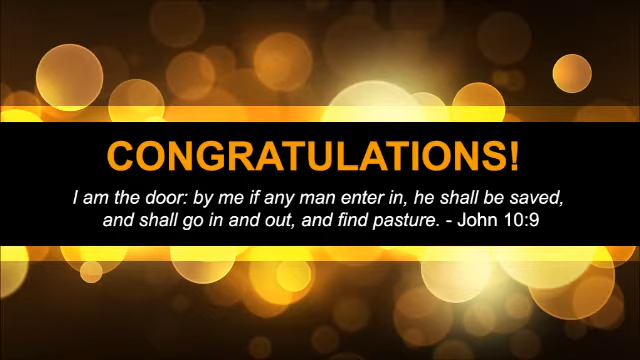 CONGRATULATIONS!
I am the door: by me if any man enter in, he shall be saved,
and shall go in and out, and find pasture. - John 10:9